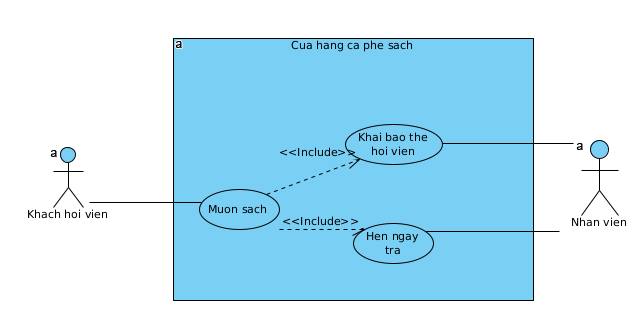 a
Cua hang ca phe sach
Khai bao the
hoi vien
<<Include>>
a
a
Khach hoi vien
Muon sach
<<Include>>
Hen ngay
tra
Nhan vien